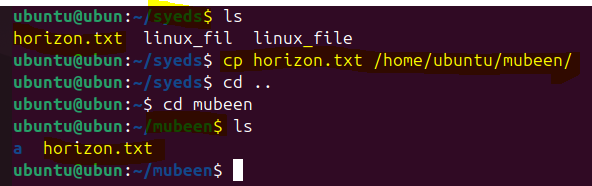 ubuntu@ubun:~/syeds$ ls
horizon.txt  linux_fil  linux_file
ubuntu@ubun:~/syeds$ cp horizon.txt /home/ubuntu/mubeen/
ubuntu@ubun:~/syeds$ cd ..
ubuntu@ubun:~$ cd mubeen
ubuntu@ubun:~/mubeen$ ls
a  horizon.txt
ubuntu@ubun:~/mubeen$